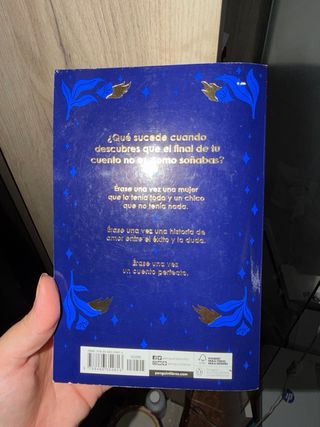 ¿Qué sucede cuando
descubres que el final de tu
cuento no es como soñabas?
Érase una vez una mujer
que lo tenía todo y un chico
que no tenía nada.
Érase una vez una historia de
amor entre el éxito y la duda.
Érase una vez
un cuento perfecto.
penguinlibros.com